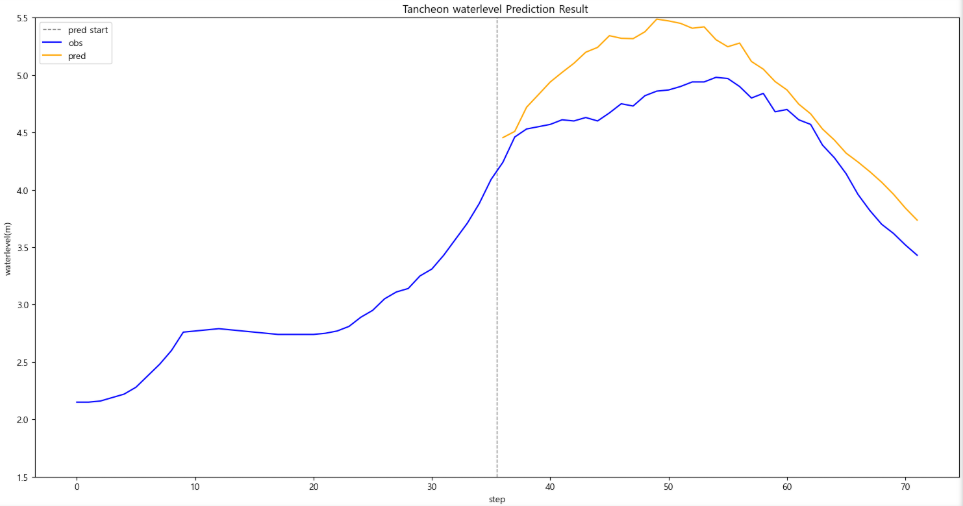 Tancheon waterlevel Prediction Result
pred start
obs
pred
5.5
5.0
4.5
4.0
3.5
3.0
2.5
2.0
1.5
waterlevel(m)
0 10 20 30 40 50 60 70
step